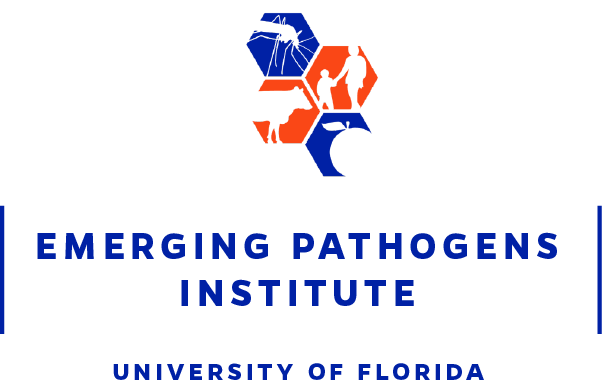 EMERGING PATHOGENS
INSTITUTE
UNIVERSITY OF FLORIDA